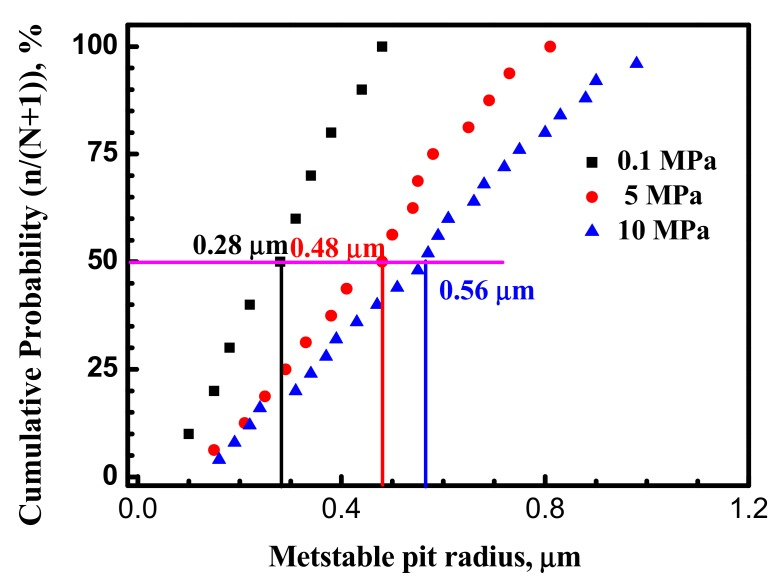 Cumulative Probability (n/(N+1)), %
100
75
50
25
0
0.1 MPa
5 MPa
10 MPa
0.28 μm
0.48 μm
0.56 μm
0.0 0.4 0.8 1.2
Metstable pit radius, μm